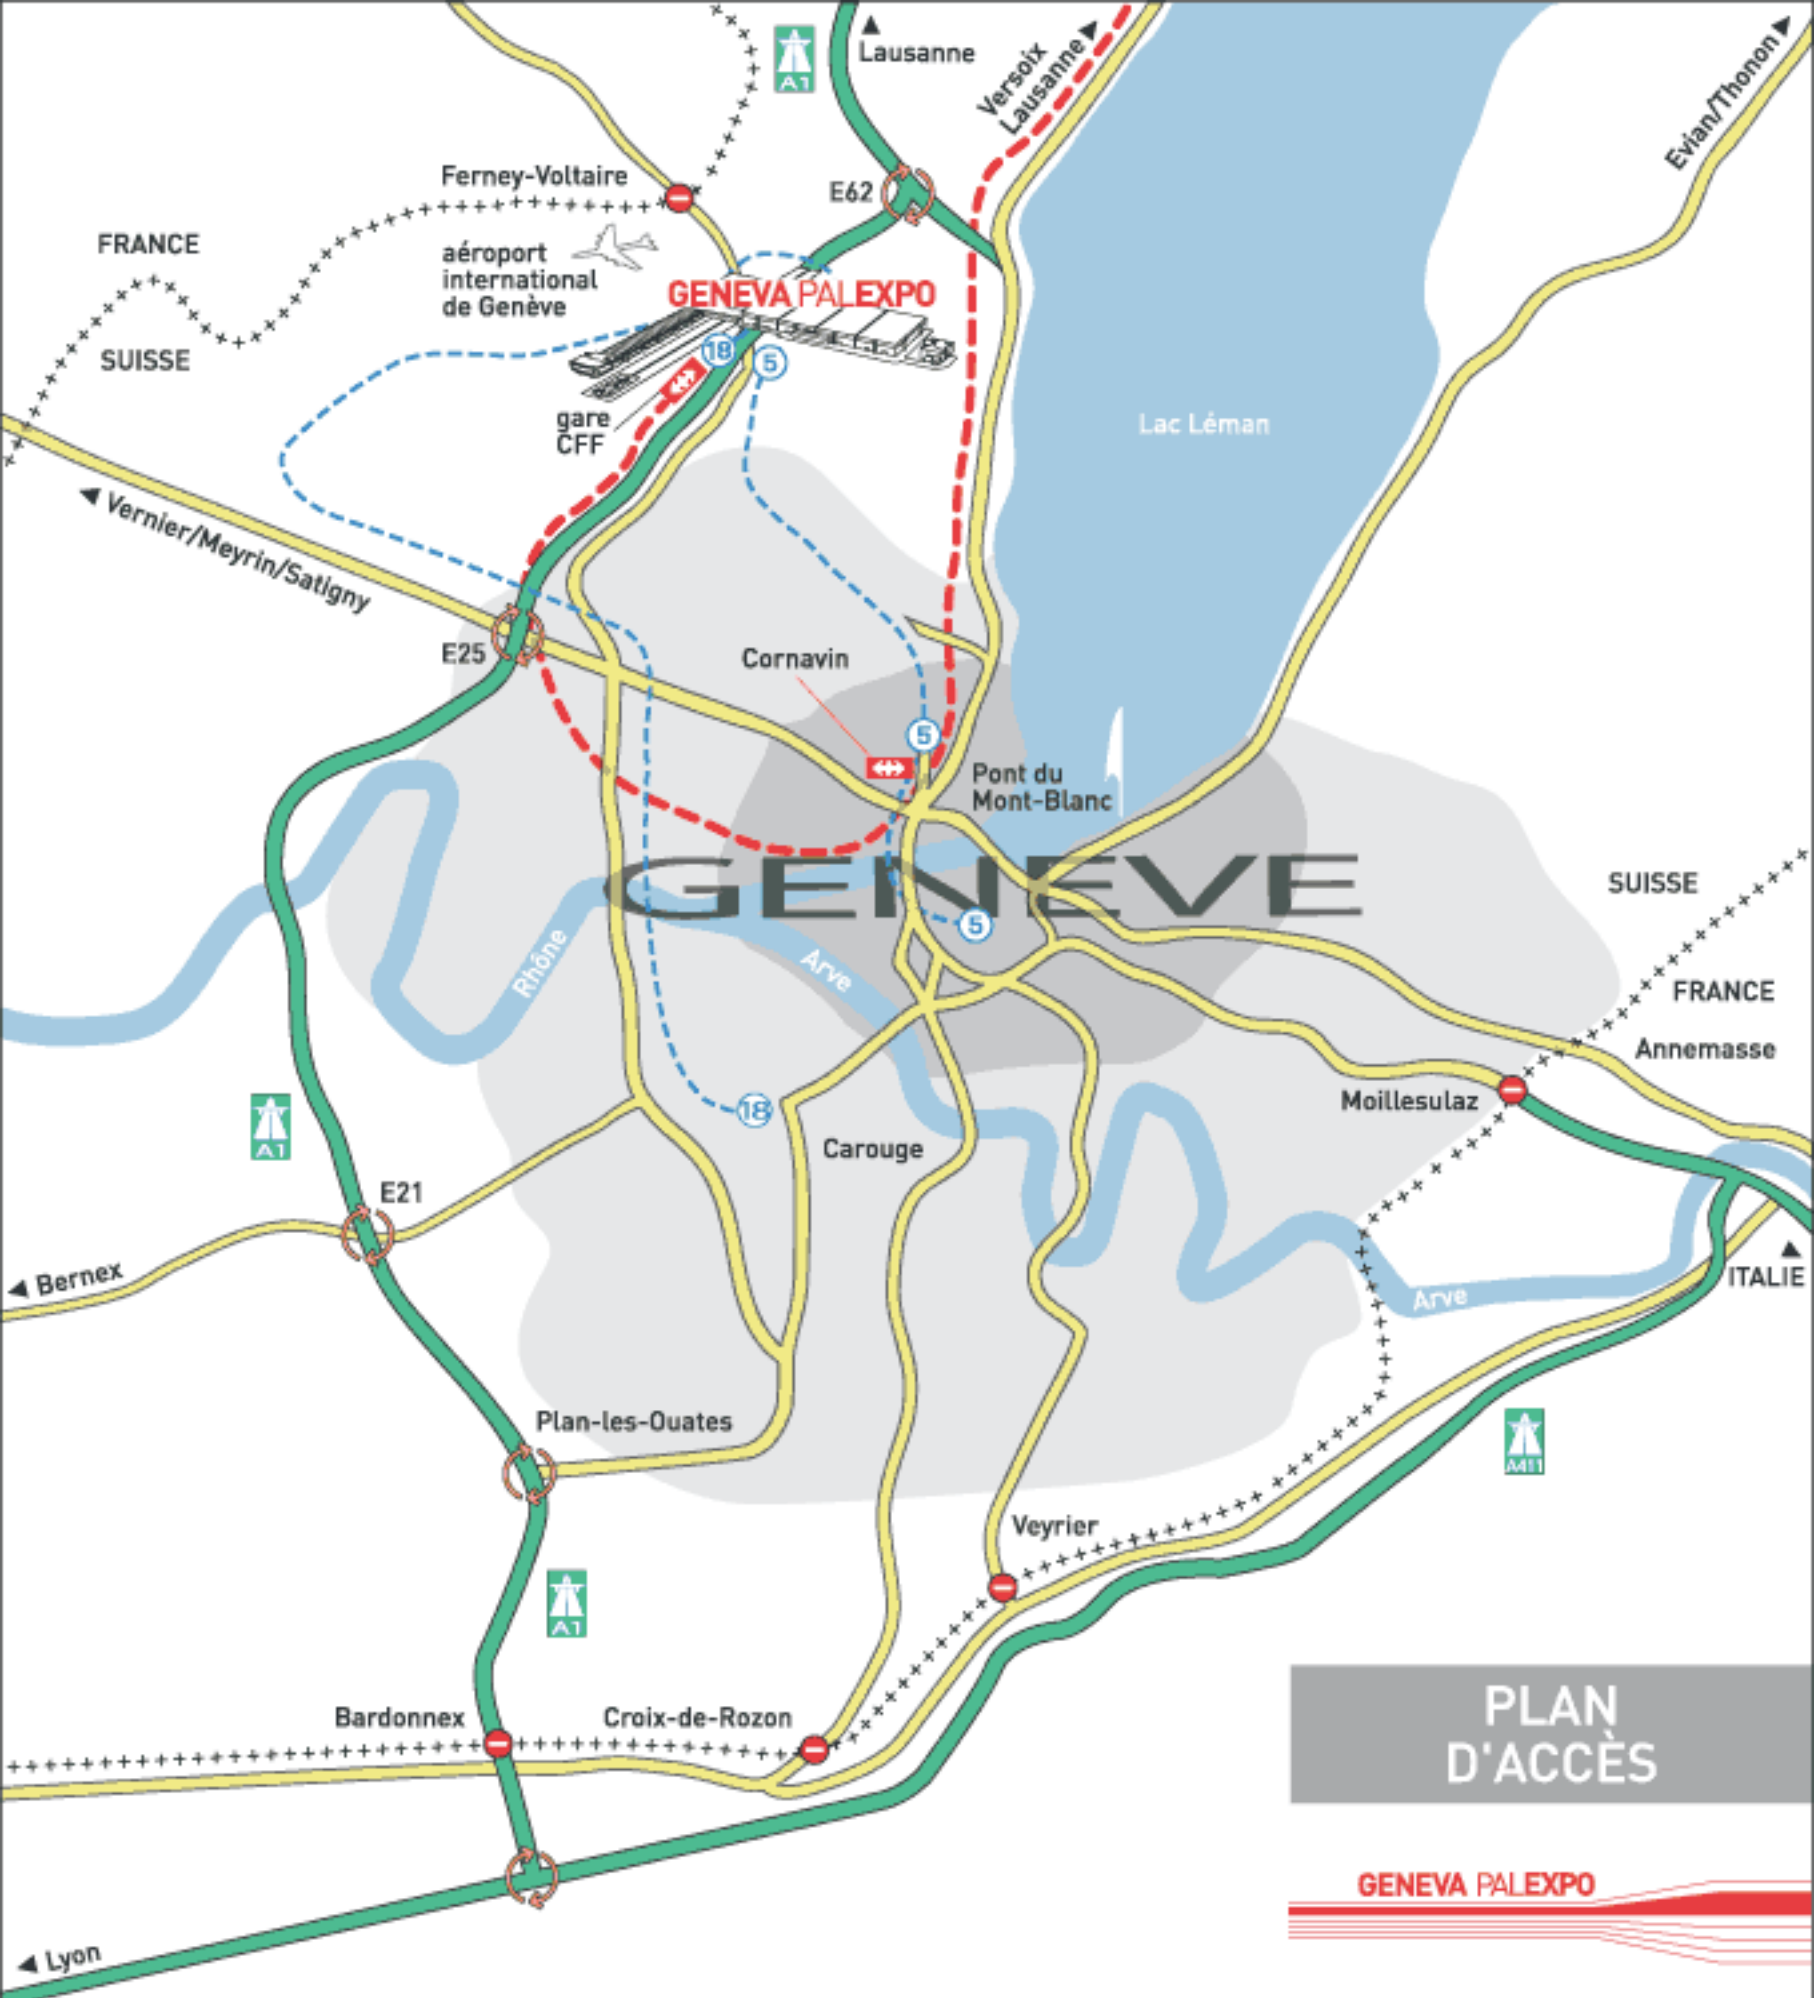 A1
Lausanne
Versoix
Lausanne
Evian/Thonon
Ferney-Voltaire
E62
FRANCE
aéroport
international
de Genève
GENEVA PALEXPO
SUISSE
18
5
gare
CFF
Lac Léman
Vernier/Meyrin/Satigny
E25
Cornavin
5
Pont du
Mont-Blanc
GENEVE
SUISSE
5
Rhône
Arve
FRANCE
Annemasse
Moillesulaz
18
A1
Carouge
E21
Bernex
ITALIE
Arve
Plan-les-Ouates
A411
Veyrier
A1
Bardonnex
Croix-de-Rozon
PLAN
D'ACCÈS
GENEVA PALEXPO
Lyon